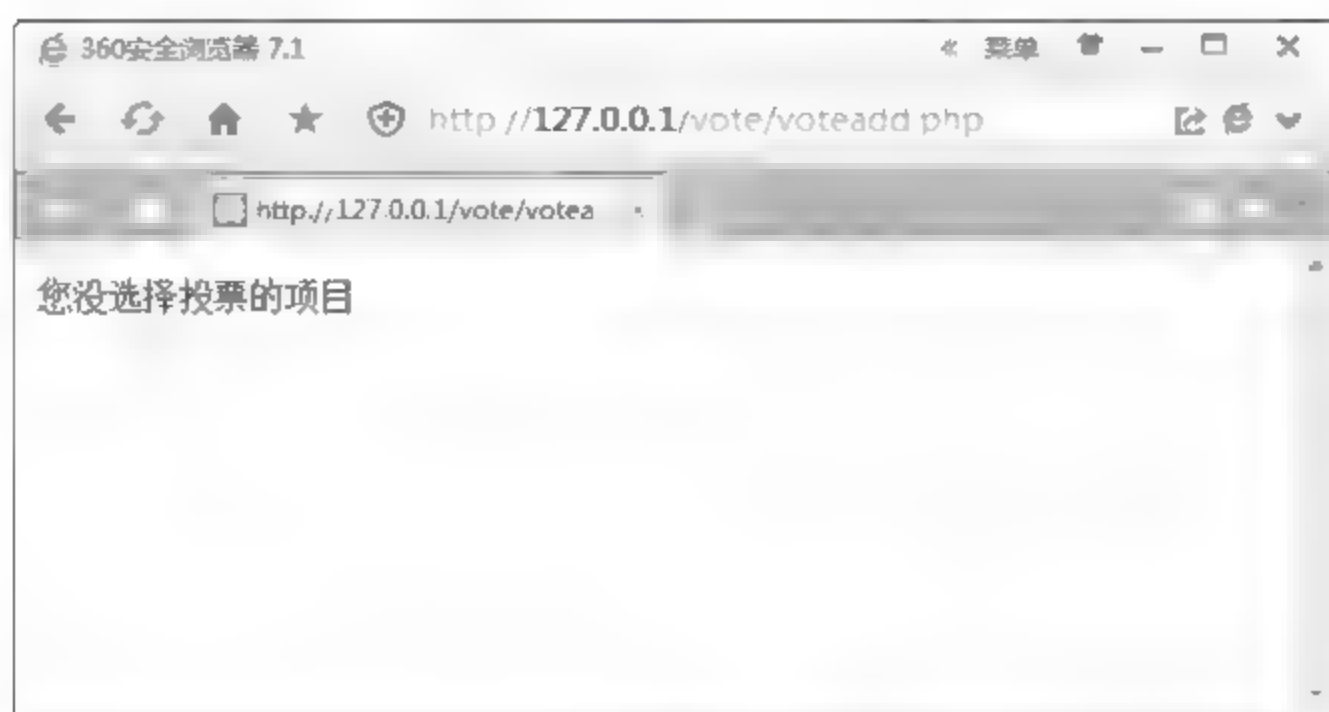 360安全浏览器 7.1
« 菜单
http://127.0.0.1/vote/voteadd.php
http://127.0.0.1/vote/votea
您没选择投票的项目